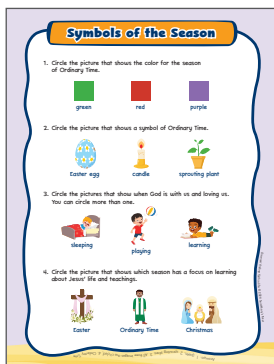 Symbols of the Season
1. Circle the picture that shows the color for the season
of Ordinary Time.
green red purple
2. Circle the picture that shows a symbol of Ordinary Time.
Easter egg candle sprouting plant
3. Circle the pictures that show when God is with us and loving us.
You can circle more than one.
sleeping playing learning
4. Circle the picture that shows which season has a focus on learning
about Jesus' life and teachings.
Easter Ordinary Time Christmas